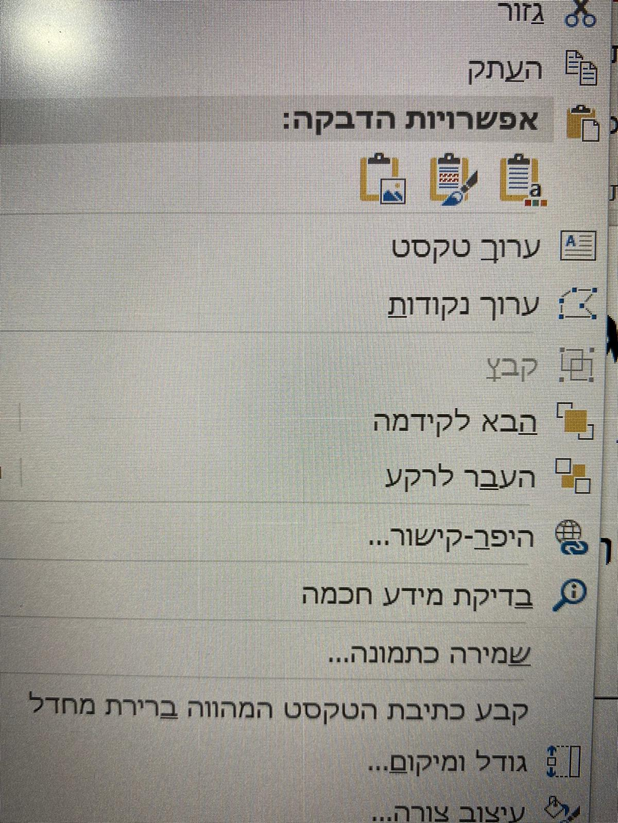 גזור
העתק
אפשרויות הדבקה:
ערוך טקסט
ערוך נקודות
קבץ
הבא לקידמה
העבר לרקע
היפר-קישור...
בדיקת מידע חכמה
שמירה כתמונה...
קבע כתיבת הטקסט המהווה ברירת מחדל
גודל ומיקום...
עיצוב צורה...